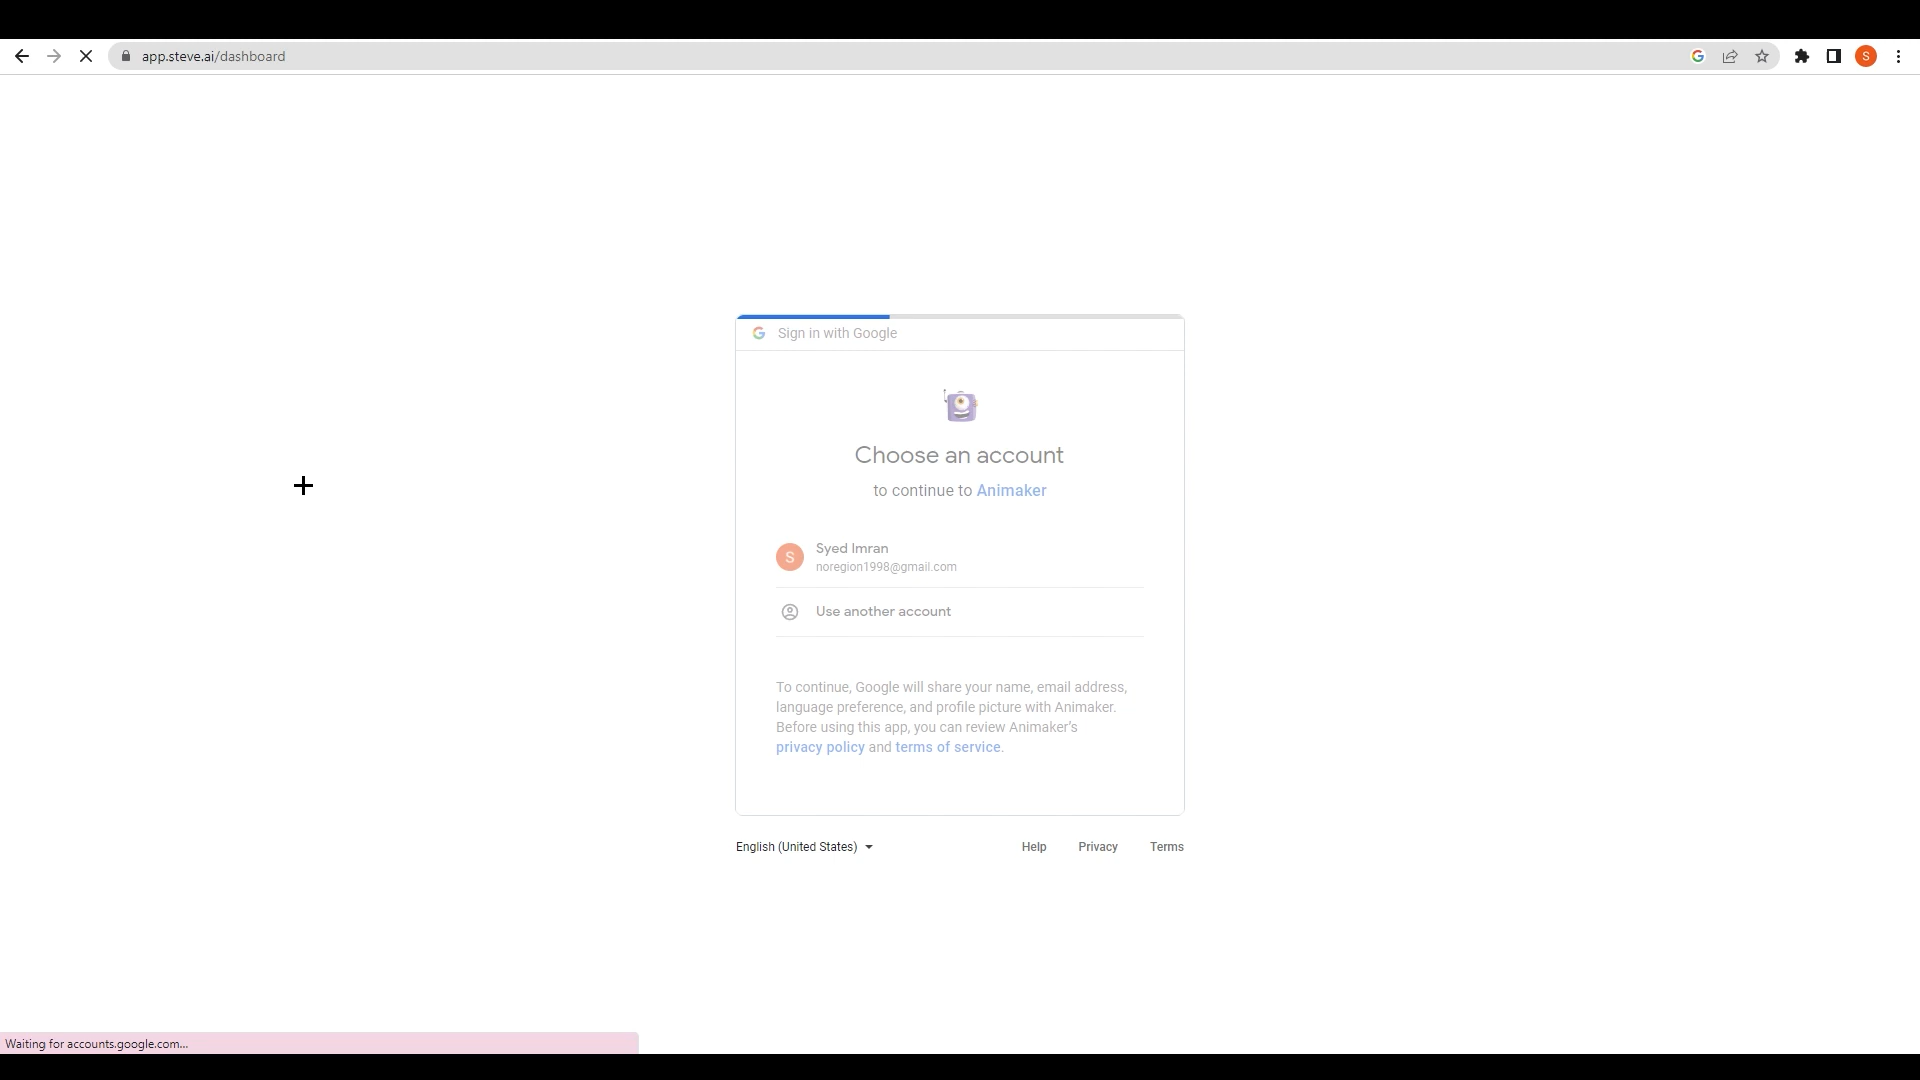 app.steve.ai/dashboard
S
Sign in with Google
Choose an account
to continue to Animaker
S
Syed Imran
noregion1998@gmail.com
Use another account
To continue, Google will share your name, email address,
language preference, and profile picture with Animaker.
Before using this app, you can review Animaker's
privacy policy and terms of service.
English (United States)
Help
Privacy
Terms
Waiting for accounts.google.com...